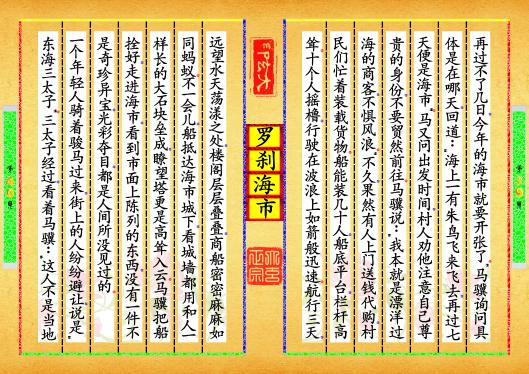 再过不了几日今年的海市就要开张了，马骥询问具
体是在哪天回道：海上一有朱鸟飞来飞去再过七
天便是海市，马又问出发时间村人劝他注意自己尊
贵的身份不要贸然前往马骥说：我本就是漂洋过
海的商客不惧风浪，不久果然有人上门送钱代购村
民们忙着装载货物船能装几十人船底平台栏杆高
耸十个人摇橹行驶在波浪上如箭般迅速航行三天
罗刹海市
远望水天荡漾之处楼阁层层叠叠商船密密麻麻如
同蚂蚁不一会儿船抵达海市城下看城墙都用和人一
样长的大石块垒成瞭望塔更是高耸入云马骥把船
拴好走进海市看到市面上陈列的东西没有一件不
是奇珍异宝光彩夺目都是人间所没见过的
一个年轻人骑着骏马过来街上的人纷纷避让说是
东海三太子，三太子经过看着马骥：这人不是当地